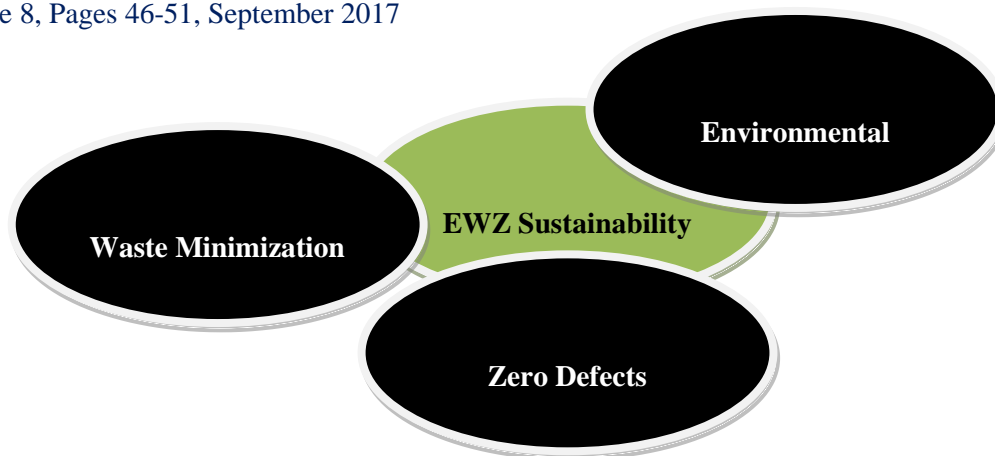 8, Pages 46-51, September 2017
Environmental
EWZ Sustainability
Waste Minimization
Zero Defects